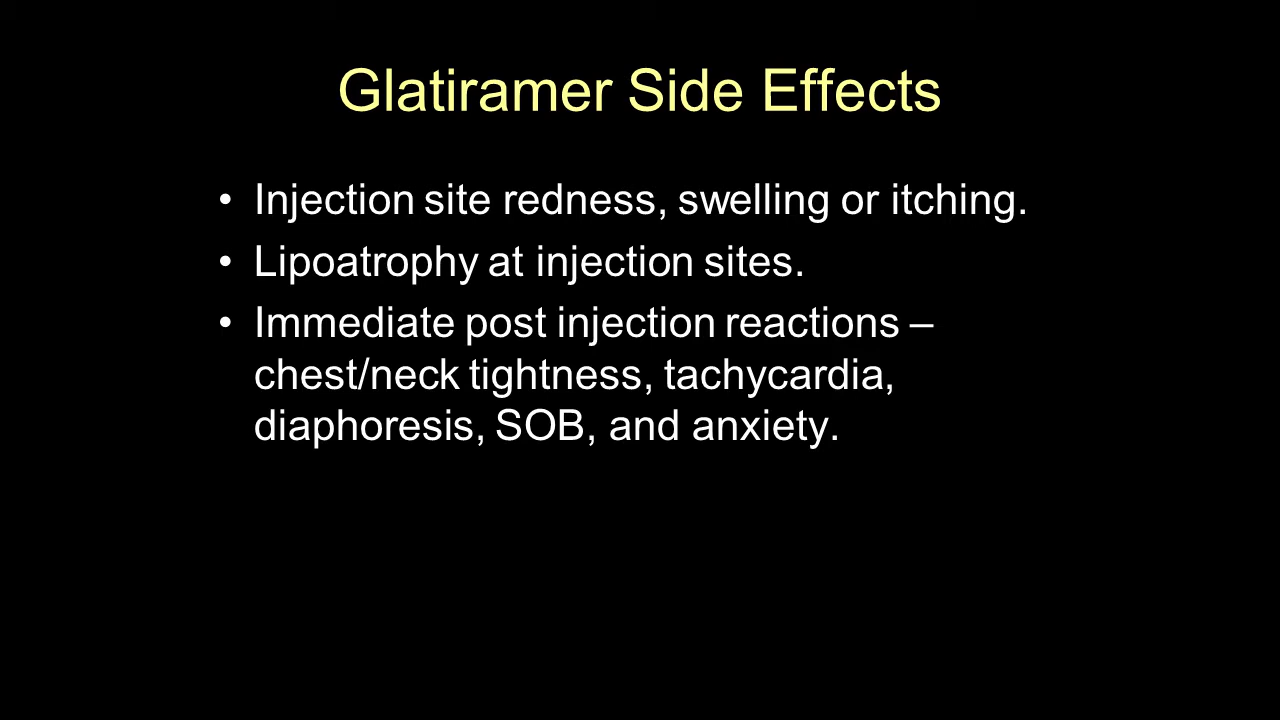 Glatiramer Side Effects
• Injection site redness, swelling or itching.
• Lipoatrophy at injection sites.
• Immediate post injection reactions –
chest/neck tightness, tachycardia,
diaphoresis, SOB, and anxiety.